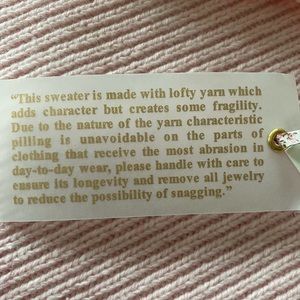 “This sweater is made with lofty yarn which
adds character but creates some fragility.
Due to the nature of the yarn characteristic
pilling is unavoidable on the parts of
clothing that receive the most abrasion in
day-to-day wear, please handle with care to
ensure its longevity and remove all jewelry
to reduce the possibility of snagging.”